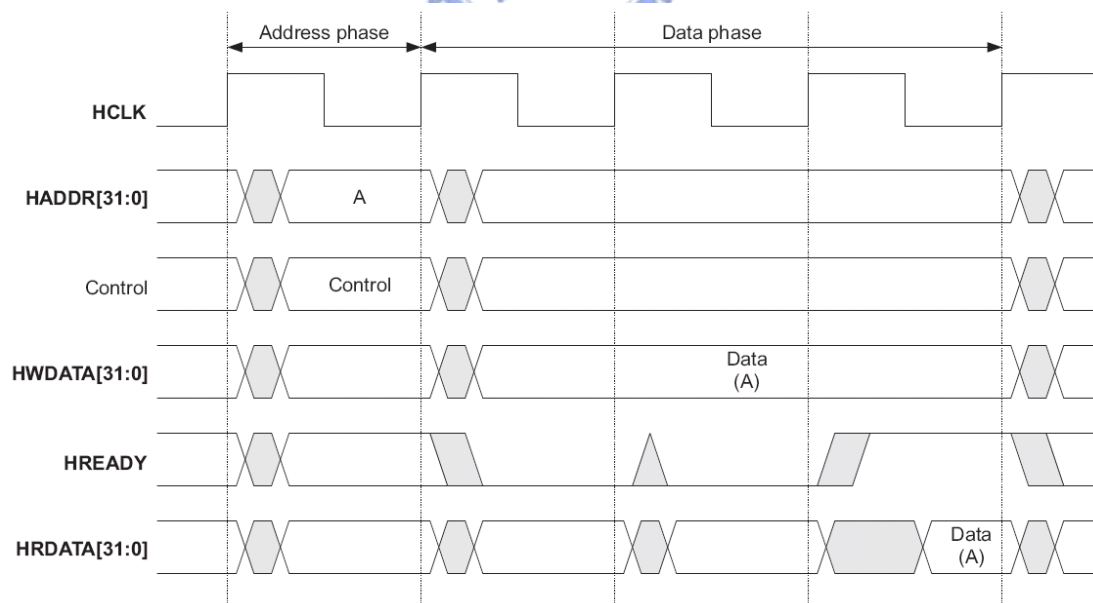 Address phase
Data phase
HCLK
HADDR[31:0]
A
Control
Control
HWDATA[31:0]
Data
(A)
HREADY
HRDATA[31:0]
Data
(A)